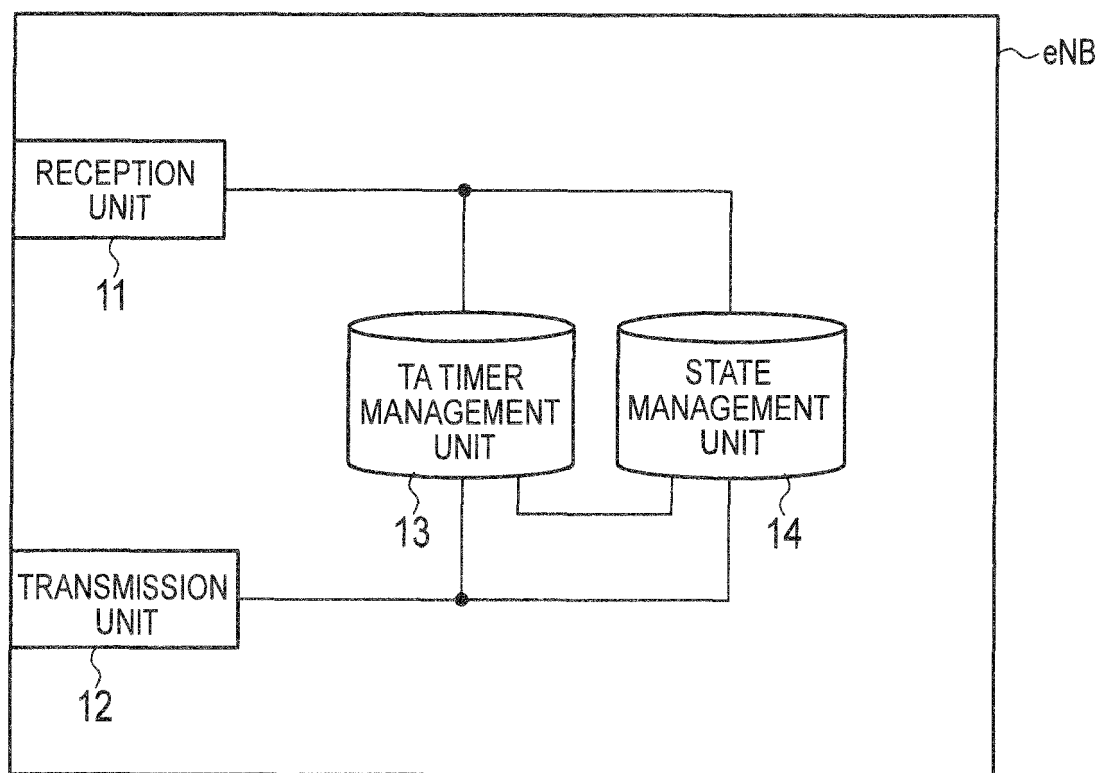 eNB
RECEPTION
UNIT
11
TA TIMER
MANAGEMENT
UNIT
13
STATE
MANAGEMENT
UNIT
14
TRANSMISSION
UNIT
12